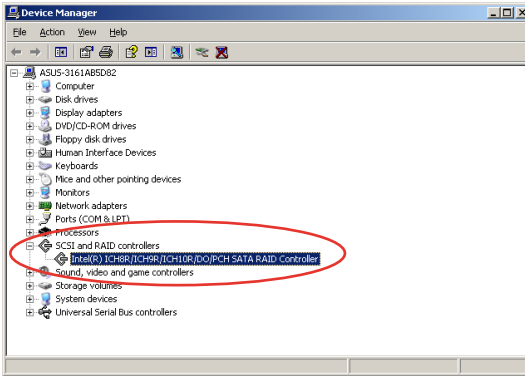 Device Manager
File Action View Help
ASUS-3161AB5D82
Computer
Disk drives
Display adapters
DVD/CD-ROM drives
Floppy disk drives
Human Interface Devices
Keyboards
Mice and other pointing devices
Monitors
Network adapters
Ports (COM & LPT)
Processors
SCSI and RAID controllers
Intel(R) ICH8R/ICH9R/ICH10R/DO/PCH SATA RAID Controller
Sound, video and game controllers
Storage volumes
System devices
Universal Serial Bus controllers